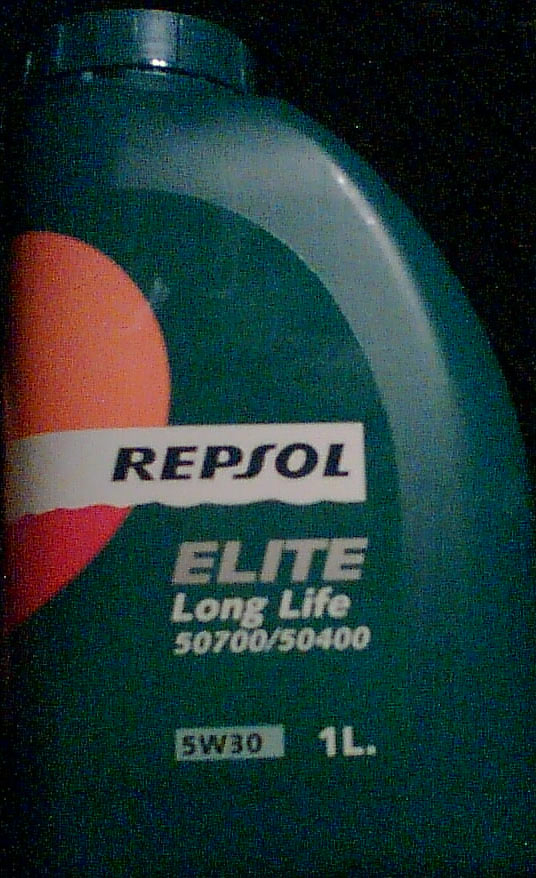 REPSOL
ELITE
Long Life
50700/50400
5W30 1L.